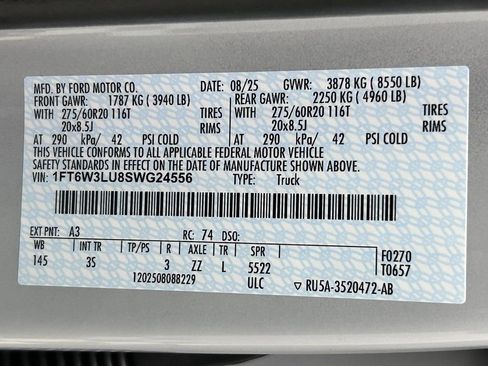 MFD. BY FORD MOTOR CO. DATE: 08/25 GVWR: 3878 KG ( 8550 LB)
FRONT GAWR: 1787 KG ( 3940 LB) REAR GAWR: 2250 KG ( 4960 LB)
WITH 275/60R20 116T TIRES WITH 275/60R20 116T TIRES
20x8.5J RIMS 20x8.5J RIMS
AT 290 kPa/ 42 PSI COLD AT 290 kPa/ 42 PSI COLD
THIS VEHICLE CONFORMS TO ALL APPLICABLE FEDERAL MOTOR VEHICLE
SAFETY STANDARDS IN EFFECT ON THE DATE OF MANUFACTURE SHOWN ABOVE.
VIN: 1FT6W3LU8SWG24556 TYPE: Truck
EXT PNT: A3 RC: 74 DSO:
WB INT TR TP/PS R AXLE TR SPR F0270
145 3S 3 ZZ L 5522 T0657
1202508088229 ULC ▽ RU5A-3520472-AB